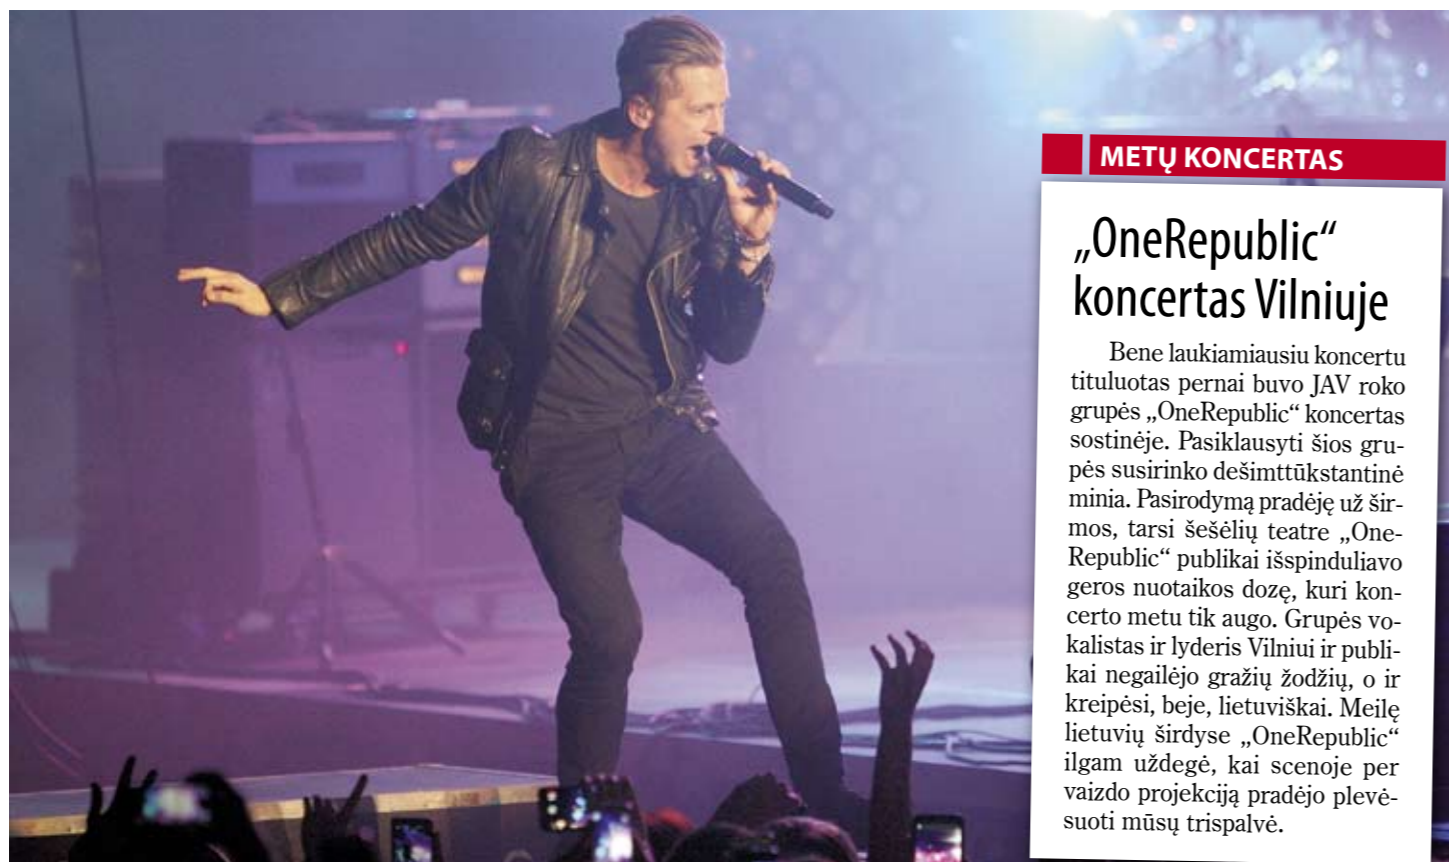 METŲ KONCERTAS
„OneRepublic“
koncertas Vilniuje
Bene laukiamiausiu koncertu
tituluotas pernai buvo JAV roko
grupės „OneRepublic“ koncertas
sostinėje. Pasiklausyti šios gru-
pės susirinko dešimttūkstantinė
minia. Pasirodymą pradėję už šir-
mos, tarsi šešėlių teatre „One-
Republic“ publikai išspinduliavo
geros nuotaikos dozę, kuri kon-
certo metu tik augo. Grupės vo-
kalistas ir lyderis Vilniui ir publi-
kai negailėjo gražių žodžių, o ir
kreipėsi, beje, lietuviškai. Meilę
lietuvių širdyse „OneRepublic“
ilgam uždegė, kai scenoje per
vaizdo projekciją pradėjo plevė-
suoti mūsų trispalvė.